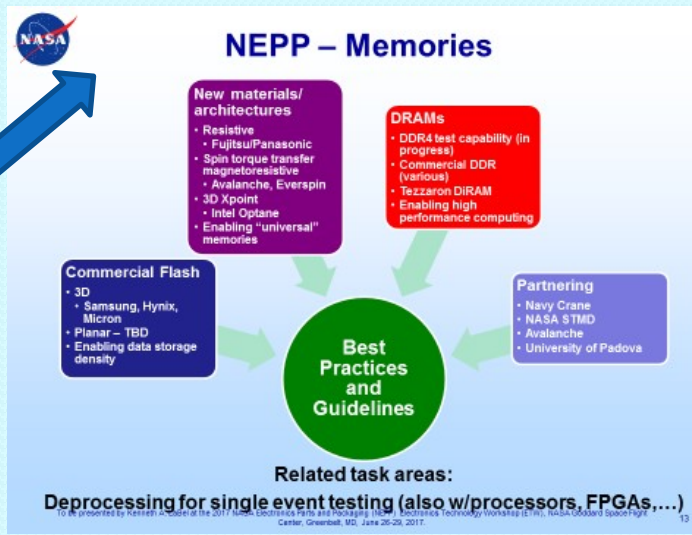 NASA
NEPP – Memories
New materials/
architectures
• Resistive
• Fujitsu/Panasonic
• Spin torque transfer
magnetoresistive
• Avalanche, Everspin
• 3D Xpoint
• Intel Optane
• Enabling "universal"
memories
DRAMs
• DDR4 test capability (in
progress)
• Commercial DDR
(various)
• Tezzaron DiRAM
• Enabling high
performance computing
Commercial Flash
• 3D
• Samsung, Hynix,
Micron
• Planar – TBD
• Enabling data storage
density
Partnering
• Navy Crane
• NASA STMD
• Avalanche
• University of Padova
Best
Practices
and
Guidelines
Related task areas:
Deprocessing for single event testing (also w/processors, FPGAs,…)
To be presented by Kenneth A. LaBel at the 2017 NASA Electronics Parts and Packaging (NEPP) Electronics Technology Workshop (ETW), NASA Goddard Space Flight
Center, Greenbelt, MD, June 26-29, 2017.
13